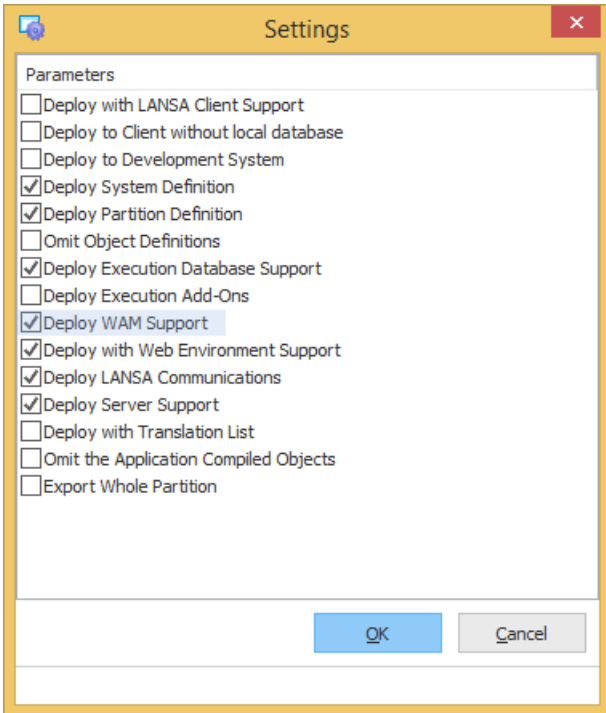 Settings
Parameters
Deploy with LANSA Client Support
Deploy to Client without local database
Deploy to Development System
Deploy System Definition
Deploy Partition Definition
Omit Object Definitions
Deploy Execution Database Support
Deploy Execution Add-Ons
Deploy WAM Support
Deploy with Web Environment Support
Deploy LANSA Communications
Deploy Server Support
Deploy with Translation List
Omit the Application Compiled Objects
Export Whole Partition
OK Cancel